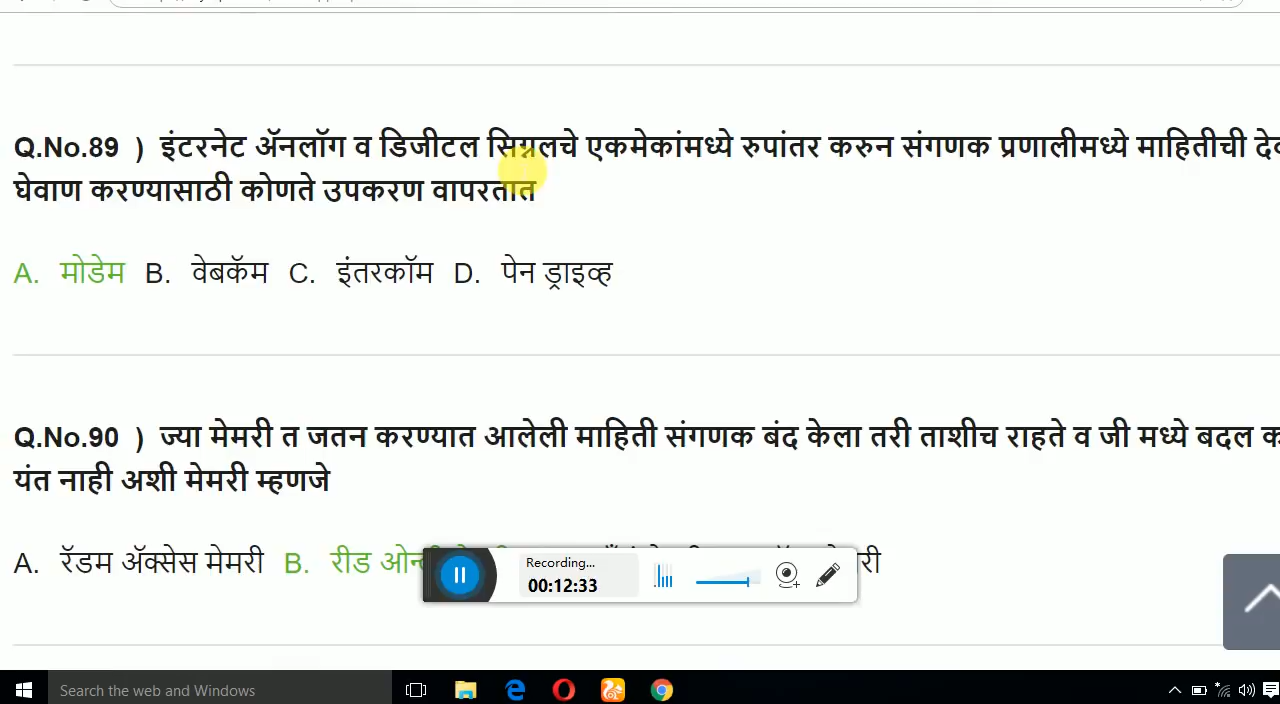 Q.No.89 ) इंटरनेट ॲनलॉग व डिजीटल सिग्नलचे एकमेकांमध्ये रुपांतर करुन संगणक प्रणालीमध्ये माहितीची
घेवाण करण्यासाठी कोणते उपकरण वापरतात
A. मोडेम B. वेबकॅम C. इंतरकॉम D. पेन ड्राइव्ह
Q.No.90 ) ज्या मेमरी त जतन करण्यात आलेली माहिती संगणक बंद केला तरी ताशीच राहते व जी मध्ये बदल
यंत नाही अशी मेमरी म्हणजे
A. रॅडम ॲक्सेस मेमरी B. रीड
Recording...
00:12:33
Search the web and Windows